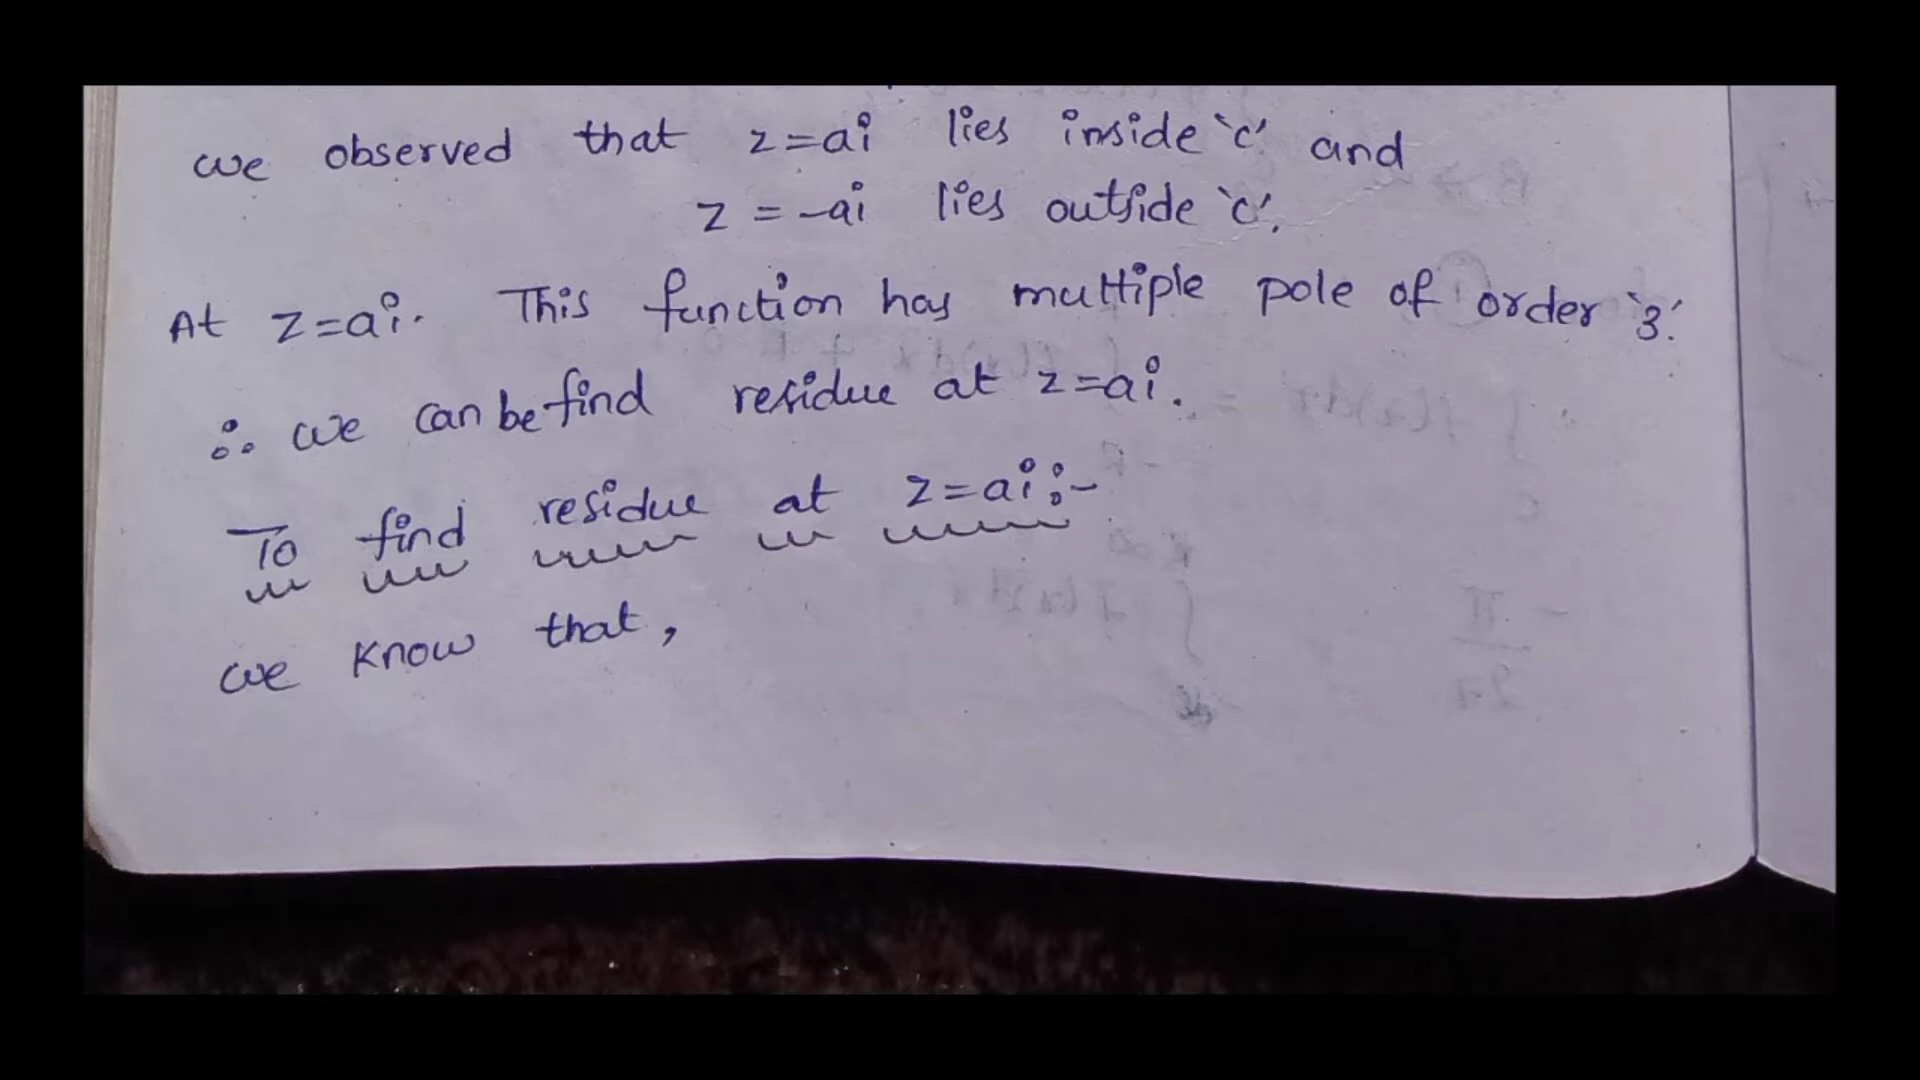 we observed that z=ai lies inside 'c' and
z = -ai lies outside 'c'.
At z=ai. This function has multiple pole of order '3'.
∴ we can be find residue at z=ai.
To find residue at z=ai:-
we know that,